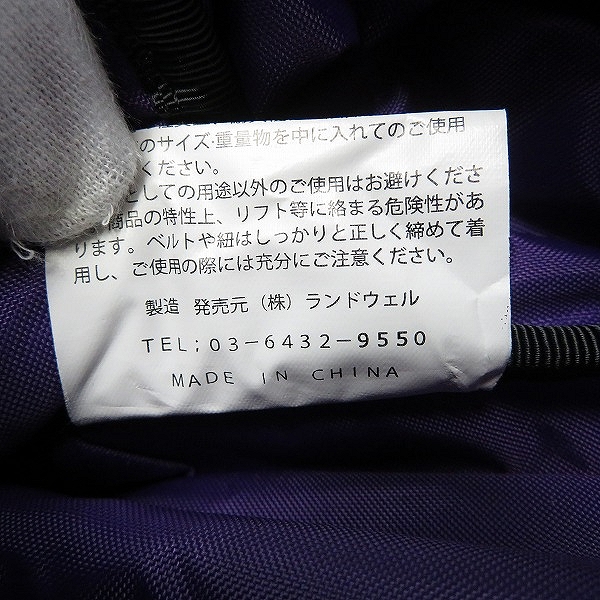 のサイズ・重量物を中に入れてのご使用
ください。
としての用途以外のご使用はお避けくださ
商品の特性上、リフト等に絡まる危険性があ
ります。ベルトや紐はしっかりと正しく締めて着
用し、ご使用の際には充分にご注意ください。
製造 発売元(株)ランドウェル
TEL;03-6432-9550
MADE IN CHINA